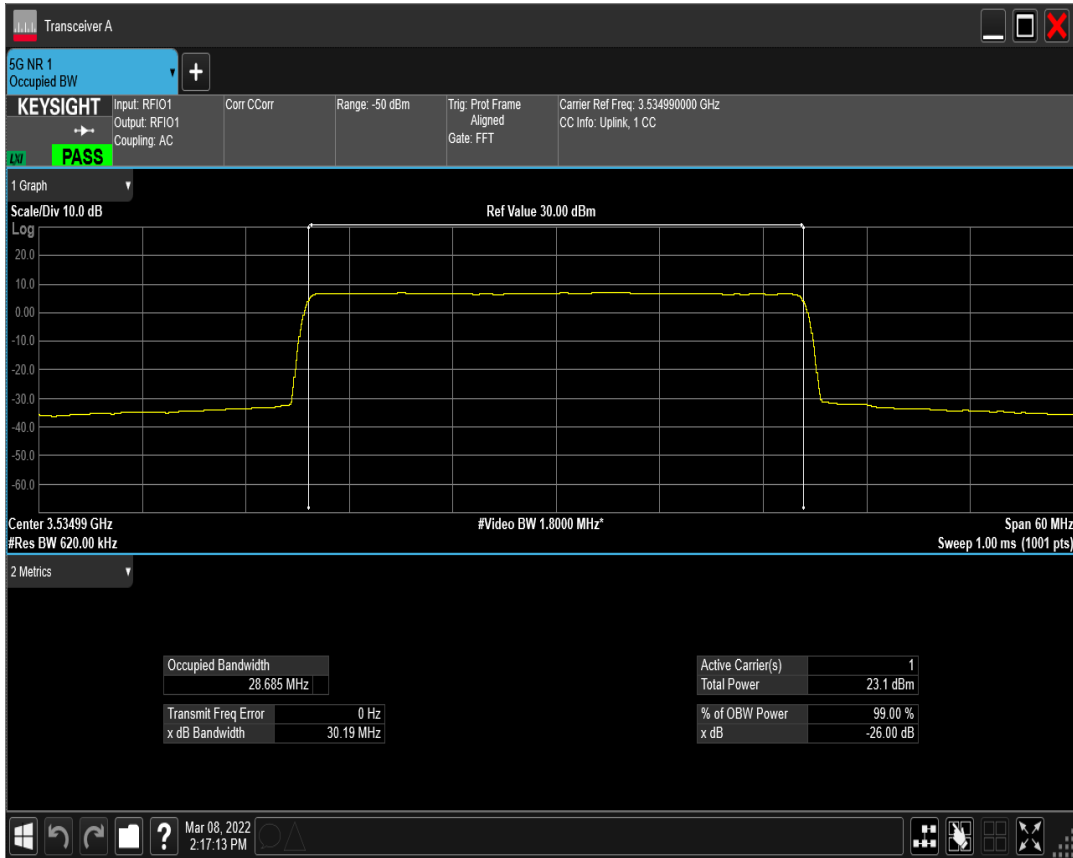 Transceiver A
5G NR 1
Occupied BW
+
KEYSIGHT
LXI
PASS
Input: RFIO1
Output: RFIO1
Coupling: AC
Corr CCorr
Range: -50 dBm
Trig: Prot Frame
Aligned
Gate: FFT
Carrier Ref Freq: 3.534990000 GHz
CC Info: Uplink, 1 CC
1 Graph
Scale/Div 10.0 dB
Ref Value 30.00 dBm
Log
20.0
10.0
0.00
-10.0
-20.0
-30.0
-40.0
-50.0
-60.0
Center 3.53499 GHz
#Video BW 1.8000 MHz*
Span 60 MHz
#Res BW 620.00 kHz
Sweep 1.00 ms (1001 pts)
2 Metrics
Occupied Bandwidth
28.685 MHz
Transmit Freq Error 0 Hz
x dB Bandwidth 30.19 MHz
Active Carrier(s) 1
Total Power 23.1 dBm
% of OBW Power 99.00 %
x dB -26.00 dB
?
Mar 08, 2022
2:17:13 PM